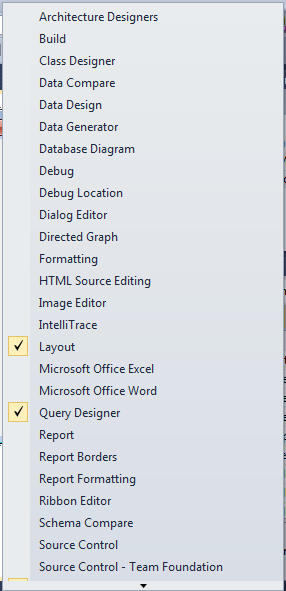 Architecture Designers
Build
Class Designer
Data Compare
Data Design
Data Generator
Database Diagram
Debug
Debug Location
Dialog Editor
Directed Graph
Formatting
HTML Source Editing
Image Editor
IntelliTrace
Layout
Microsoft Office Excel
Microsoft Office Word
Query Designer
Report
Report Borders
Report Formatting
Ribbon Editor
Schema Compare
Source Control
Source Control - Team Foundation